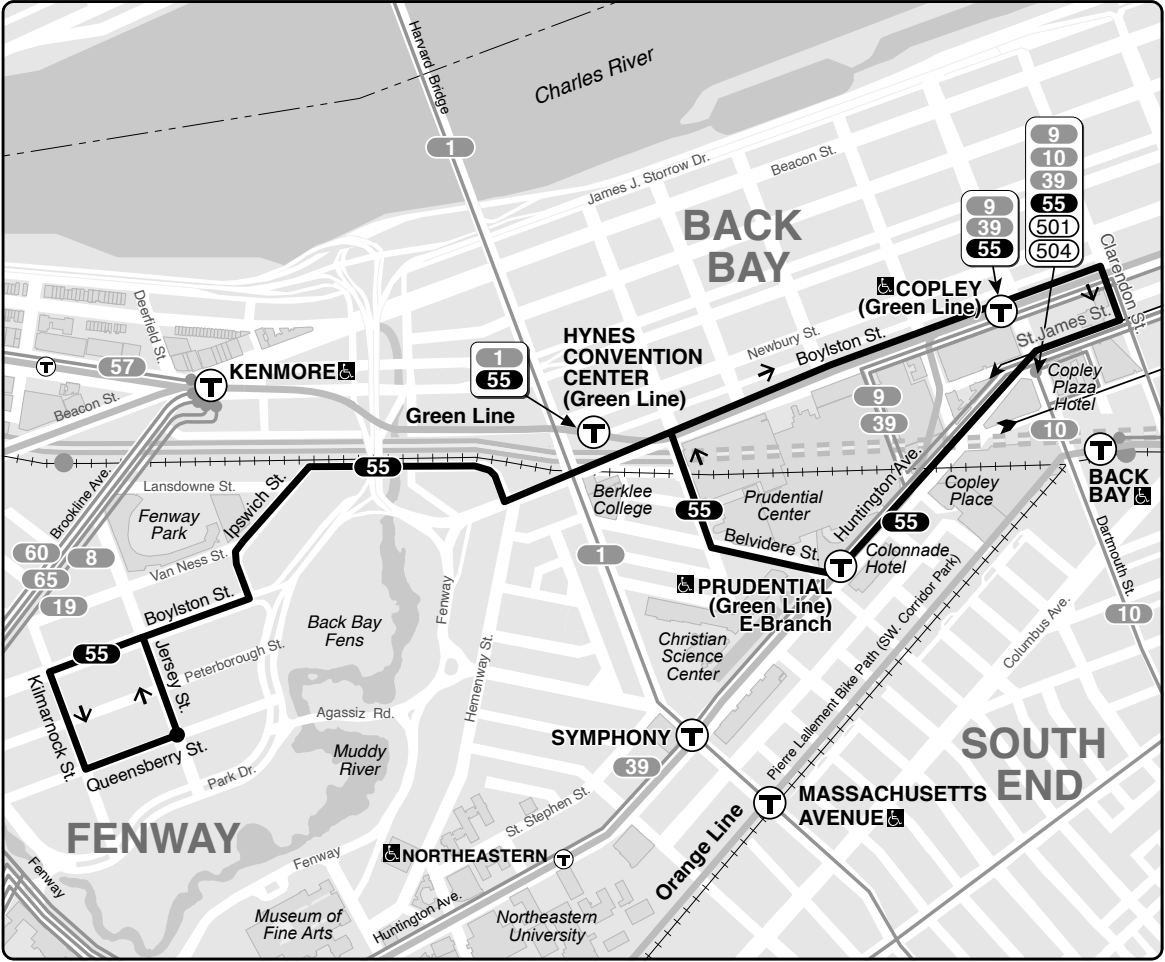 Harvard Bridge
Charles River
1
James J. Storrow Dr.
Beacon St.
BACK
BAY
9
10
39
55
501
504
9
39
55
Clarendon St.
COPLEY
(Green Line)
St.James St.
Newbury St.
Boylston St.
Deerfield St.
57
T
KENMORE
T
Beacon St.
1
55
HYNES
CONVENTION
CENTER
(Green Line)
T
T
Green Line
Copley
Plaza
Hotel
9
39
10
T
BACK
BAY
55
Lansdowne St.
Ipswich St.
Brookline Ave.
Fenway
Park
Van Ness St.
60
8
65
19
Boylston St.
Berklee
College
55
Prudential
Center
Huntington Ave.
Copley
Place
55
Belvidere St.
Colonnade
Hotel
T
PRUDENTIAL
(Green Line)
E-Branch
1
Dartmouth St.
10
Columbus Ave.
Pierre Lallement Bike Path (SW. Corridor Park)
Back Bay
Fens
Fenway
Hemenway St.
Christian
Science
Center
55
Jersey St.
Peterborough St.
Kilmarnock St.
Queensberry St.
Agassiz Rd.
Muddy
River
Park Dr.
SYMPHONY
T
39
SOUTH
END
T
MASSACHUSETTS
AVENUE
Orange Line
St. Stephen St.
FENWAY
Fenway
NORTHEASTERN
T
Fenway
Huntington Ave.
Museum of
Fine Arts
Northeastern
University